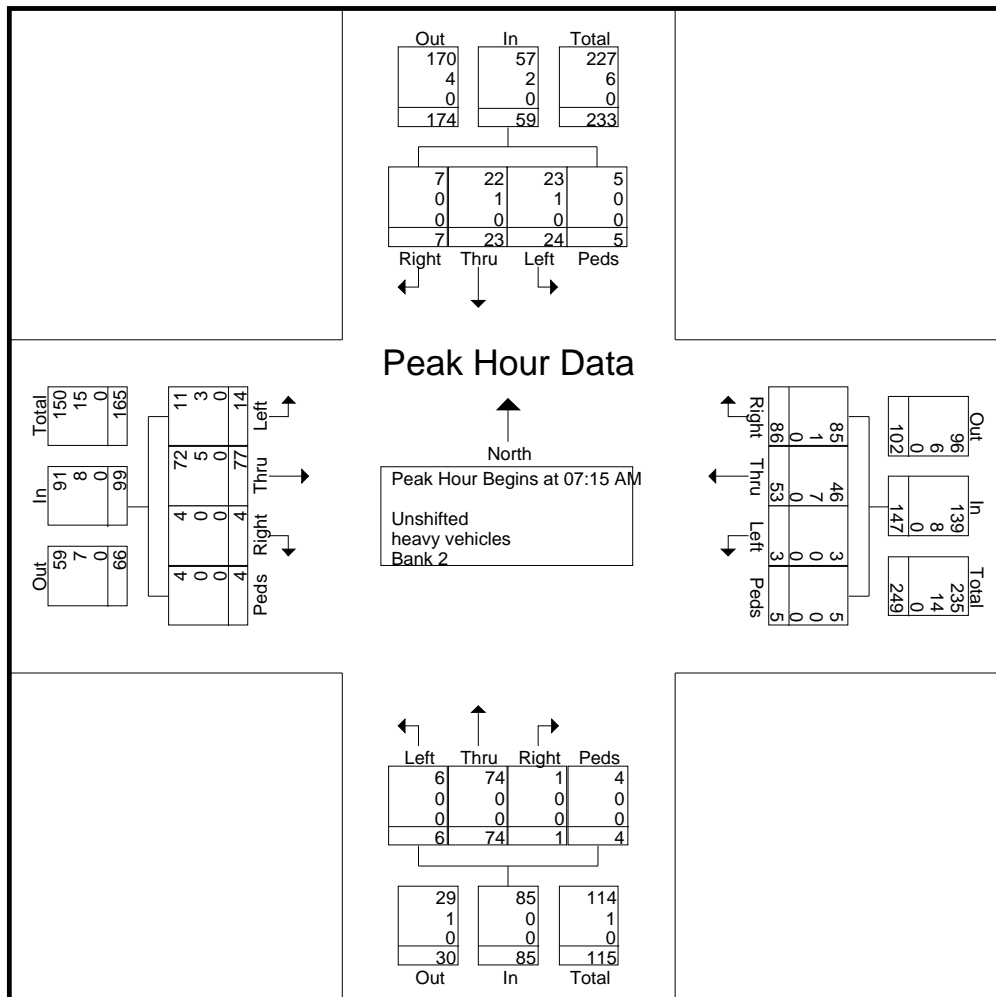 Out In Total
170 57 227
4 2 6
0 0 0
174 59 233
7 22 23 5
0 1 1 0
0 0 0 0
7 23 24 5
Right Thru Left Peds
Peak Hour Data
North
Peak Hour Begins at 07:15 AM
Unshifted
heavy vehicles
Bank 2
Total
150
15
0
165
In
91
8
0
99
Out
59
7
0
66
11
3
0
14
Left
72
5
0
77
Thru
4
0
0
4
Right
4
0
0
4
Peds
Right
85
1
0
86
Thru
46
7
0
53
Left
3
0
0
3
Peds
5
0
0
5
Out
96
6
0
102
In
139
8
0
147
Total
235
14
0
249
Left Thru Right Peds
6 74 1 4
0 0 0 0
0 0 0 0
6 74 1 4
29 85 114
1 0 1
0 0 0
30 85 115
Out In Total